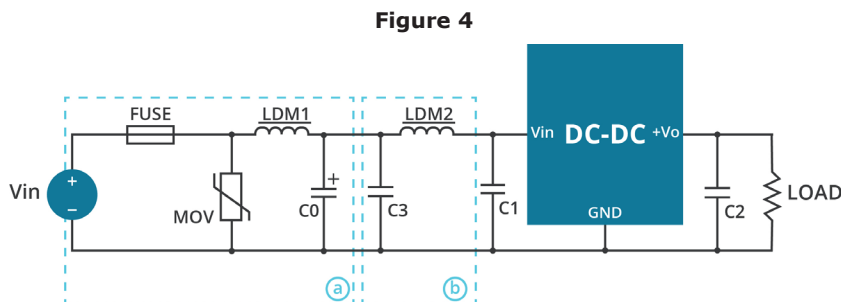 Figure 4
FUSE
LDM1
LDM2
Vin
+
−
MOV
C0
+
C3
C1
Vin
DC-DC
+Vo
GND
C2
LOAD
a
b